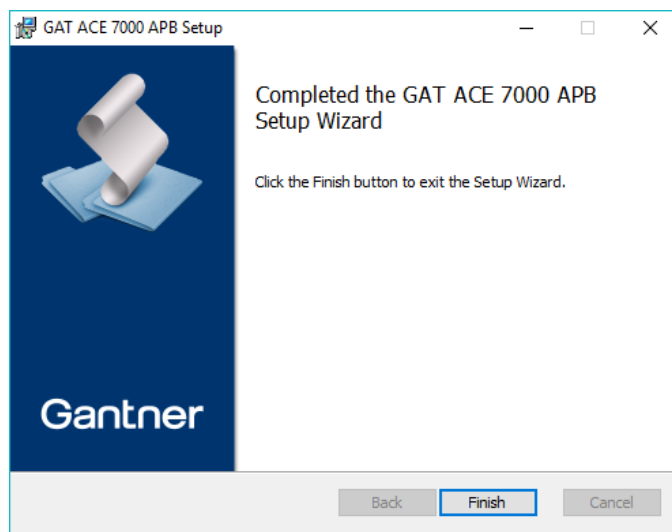 GAT ACE 7000 APB Setup
Completed the GAT ACE 7000 APB
Setup Wizard
Click the Finish button to exit the Setup Wizard.
Gantner
Back
Finish
Cancel